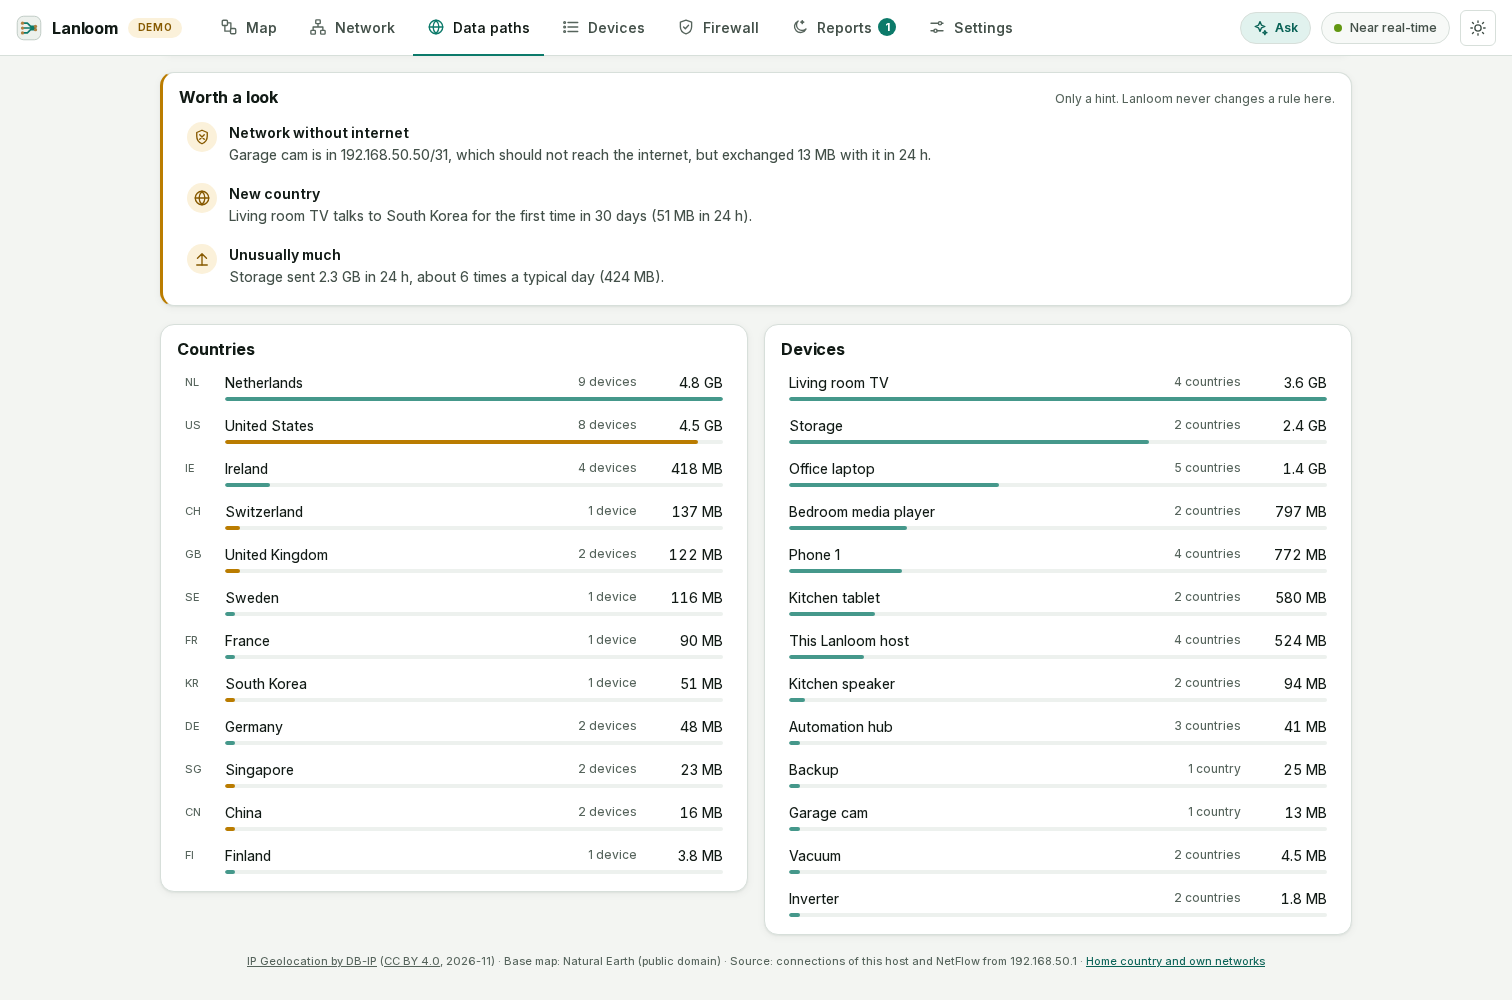 Lanloom DEMO Map Network Data paths Devices Firewall Reports 1 Settings Ask Near real-time
Worth a look Only a hint. Lanloom never changes a rule here.
Network without internet
Garage cam is in 192.168.50.50/31, which should not reach the internet, but exchanged 13 MB with it in 24 h.
New country
Living room TV talks to South Korea for the first time in 30 days (51 MB in 24 h).
Unusually much
Storage sent 2.3 GB in 24 h, about 6 times a typical day (424 MB).
Countries
NL Netherlands 9 devices 4.8 GB
US United States 8 devices 4.5 GB
IE Ireland 4 devices 418 MB
CH Switzerland 1 device 137 MB
GB United Kingdom 2 devices 122 MB
SE Sweden 1 device 116 MB
FR France 1 device 90 MB
KR South Korea 1 device 51 MB
DE Germany 2 devices 48 MB
SG Singapore 2 devices 23 MB
CN China 2 devices 16 MB
FI Finland 1 device 3.8 MB
Devices
Living room TV 4 countries 3.6 GB
Storage 2 countries 2.4 GB
Office laptop 5 countries 1.4 GB
Bedroom media player 2 countries 797 MB
Phone 1 4 countries 772 MB
Kitchen tablet 2 countries 580 MB
This Lanloom host 4 countries 524 MB
Kitchen speaker 2 countries 94 MB
Automation hub 3 countries 41 MB
Backup 1 country 25 MB
Garage cam 1 country 13 MB
Vacuum 2 countries 4.5 MB
Inverter 2 countries 1.8 MB
IP Geolocation by DB-IP (CC BY 4.0, 2026-11) · Base map: Natural Earth (public domain) · Source: connections of this host and NetFlow from 192.168.50.1 · Home country and own networks